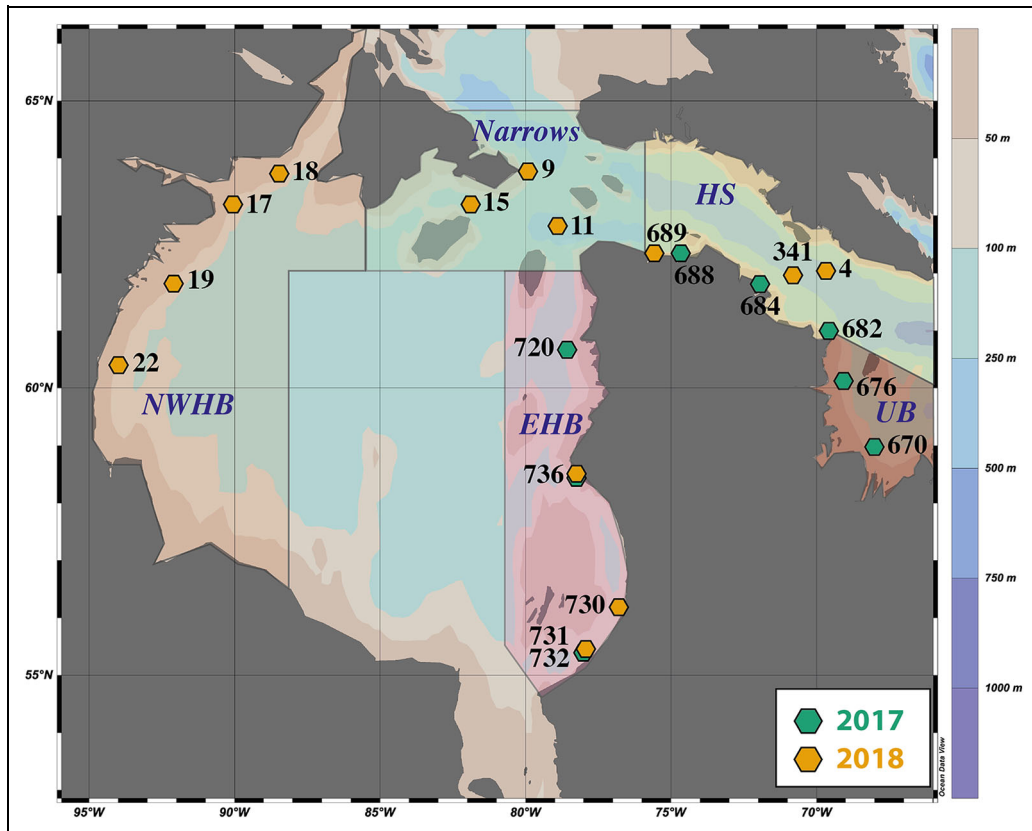 65°N
60°N
55°N
95°W
90°W
85°W
80°W
75°W
70°W
Narrows
HS
NWHB
EHB
UB
18
17
19
22
9
15
11
689
688
341
4
684
682
676
670
720
736
730
731
732
2017
2018
50 m
100 m
250 m
500 m
750 m
1000 m
Ocean Data View